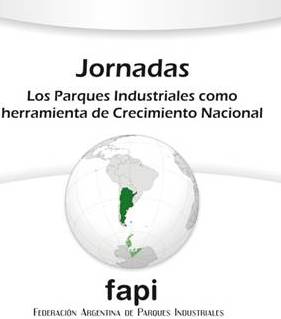 Jornadas
Los Parques Industriales como
herramienta de Crecimiento Nacional
fapi
Federación Argentina de Parques Industriales